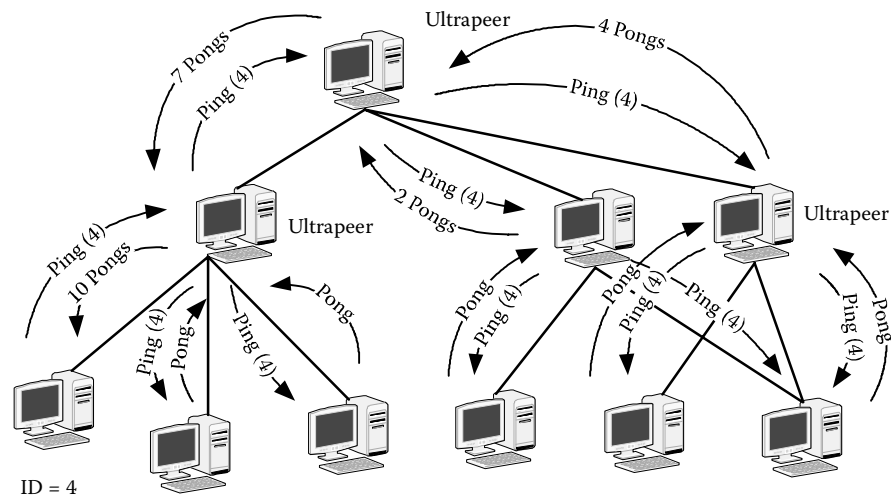 Ultrapeer
7 Pongs
4 Pongs
Ping (4)
Ping (4)
Ping (4)
2 Pongs
Ultrapeer
Ultrapeer
Ping (4)
10 Pongs
Pong
Ping (4)
Pong
Ping (4)
Pong
Ping (4)
Pong
Ping (4)
Ping (4)
Ping (4)
Pong
ID = 4